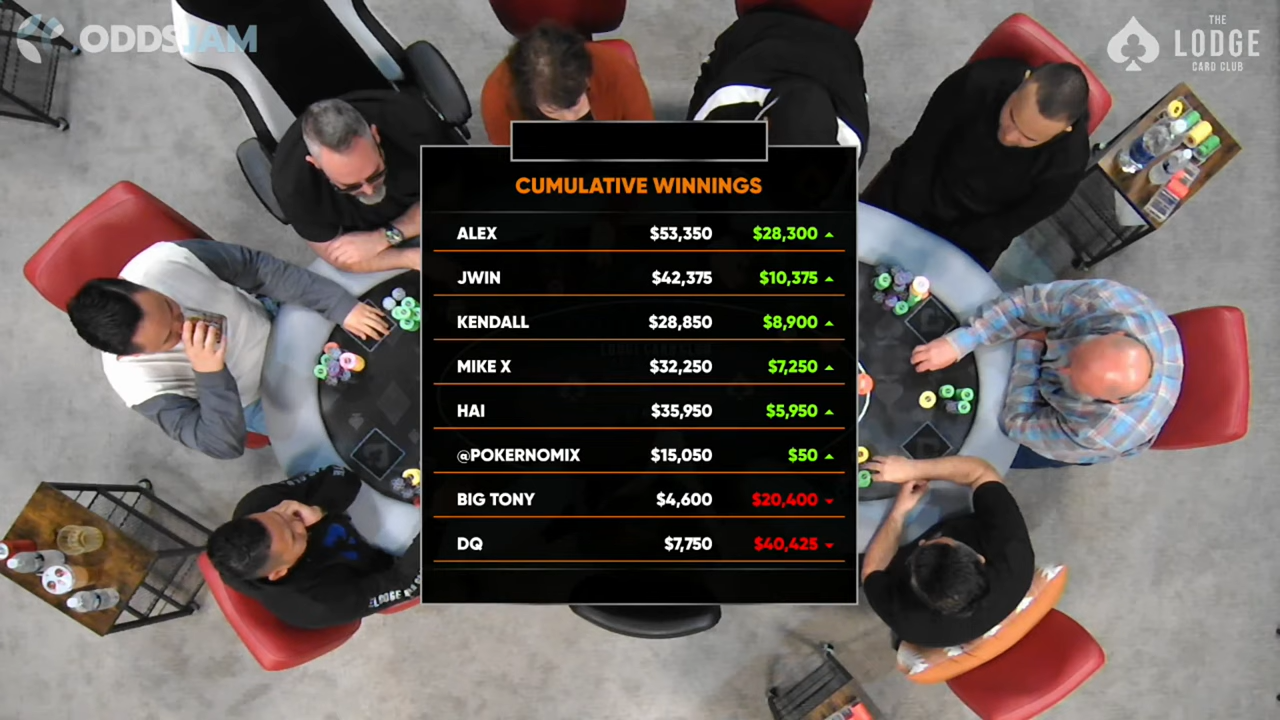 ODDSJAM
THE
LODGE
CARD CLUB
CUMULATIVE WINNINGS
ALEX $53,350 $28,300
JWIN $42,375 $10,375
KENDALL $28,850 $8,900
MIKE X $32,250 $7,250
HAI $35,950 $5,950
@POKERNOMIX $15,050 $50
BIG TONY $4,600 $20,400
DQ $7,750 $40,425